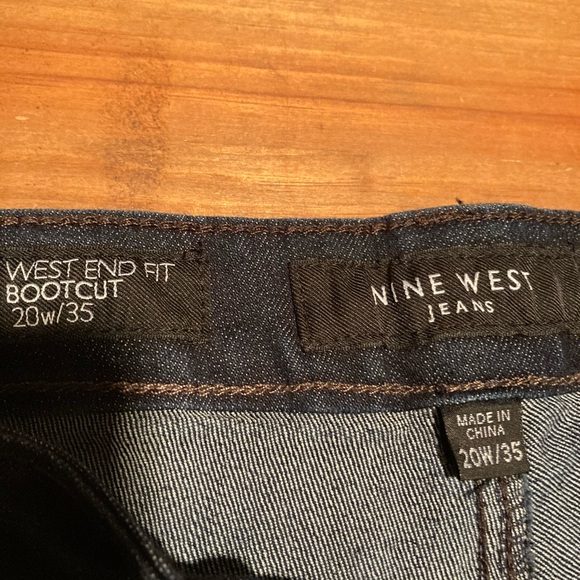 WEST END FIT
BOOTCUT
20W/35
NINE WEST
JEANS
MADE IN
CHINA
20W/35